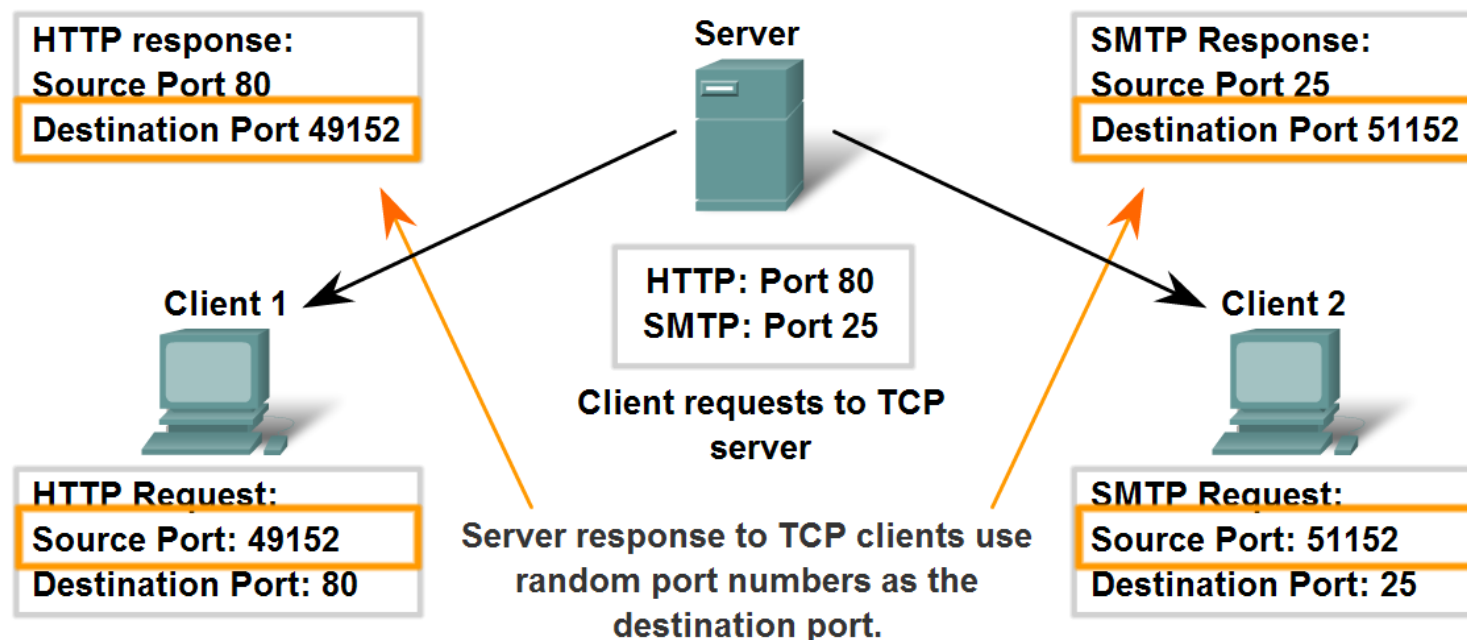 HTTP response:
Source Port 80
Destination Port 49152
Server
SMTP Response:
Source Port 25
Destination Port 51152
HTTP: Port 80
SMTP: Port 25
Client 1
Client 2
Client requests to TCP
server
HTTP Request:
Source Port: 49152
Destination Port: 80
Server response to TCP clients use
random port numbers as the
destination port.
SMTP Request:
Source Port: 51152
Destination Port: 25